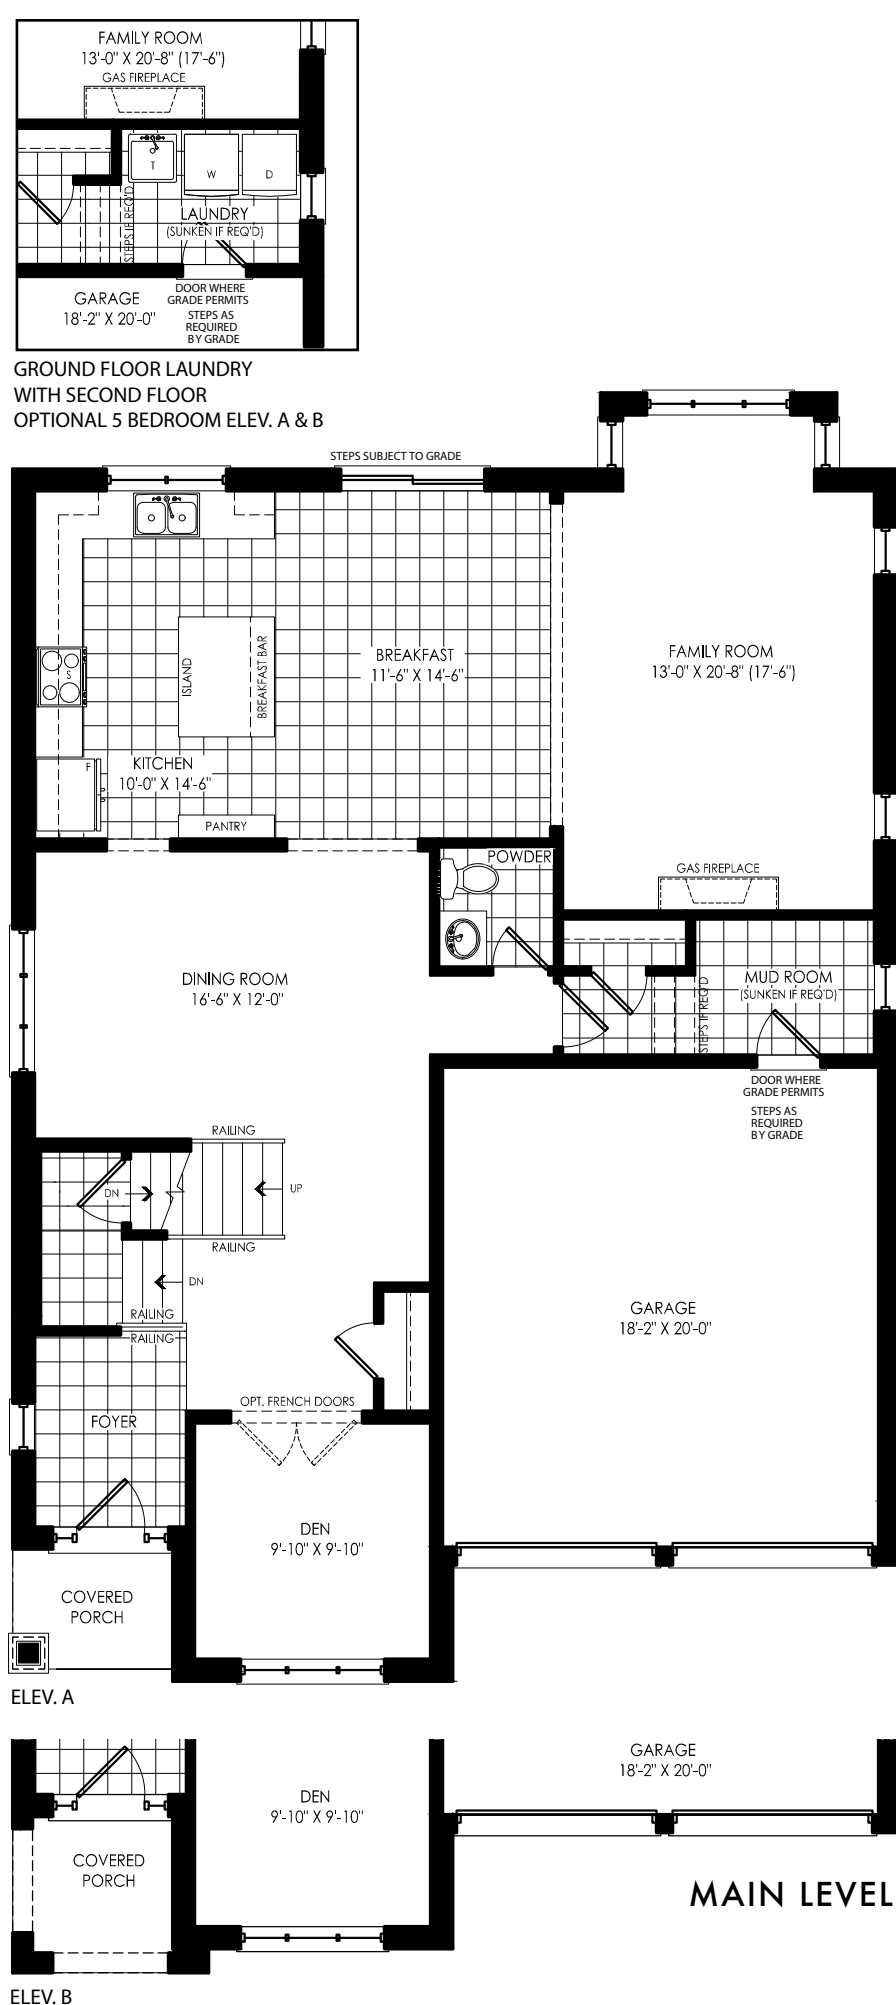 FAMILY ROOM
13'-0" X 20'-8" (17'-6")
GAS FIREPLACE
T
W
D
STEPS IF REQ'D
LAUNDRY
(SUNKEN IF REQ'D)
GARAGE
18'-2" X 20'-0"
DOOR WHERE
GRADE PERMITS
STEPS AS
REQUIRED
BY GRADE
GROUND FLOOR LAUNDRY
WITH SECOND FLOOR
OPTIONAL 5 BEDROOM ELEV. A & B
STEPS SUBJECT TO GRADE
S
ISLAND
BREAKFAST BAR
BREAKFAST
11'-6" X 14'-6"
FAMILY ROOM
13'-0" X 20'-8" (17'-6")
F
KITCHEN
10'-0" X 14'-6"
PANTRY
POWDER
GAS FIREPLACE
DINING ROOM
16'-6" X 12'-0"
STEPS IF REQ'D
MUD ROOM
(SUNKEN IF REQ'D)
DOOR WHERE
GRADE PERMITS
STEPS AS
REQUIRED
BY GRADE
RAILING
DN
UP
RAILING
DN
RAILING
RAILING
GARAGE
18'-2" X 20'-0"
OPT. FRENCH DOORS
FOYER
DEN
9'-10" X 9'-10"
COVERED
PORCH
ELEV. A
GARAGE
18'-2" X 20'-0"
DEN
9'-10" X 9'-10"
COVERED
PORCH
MAIN LEVEL
ELEV. B